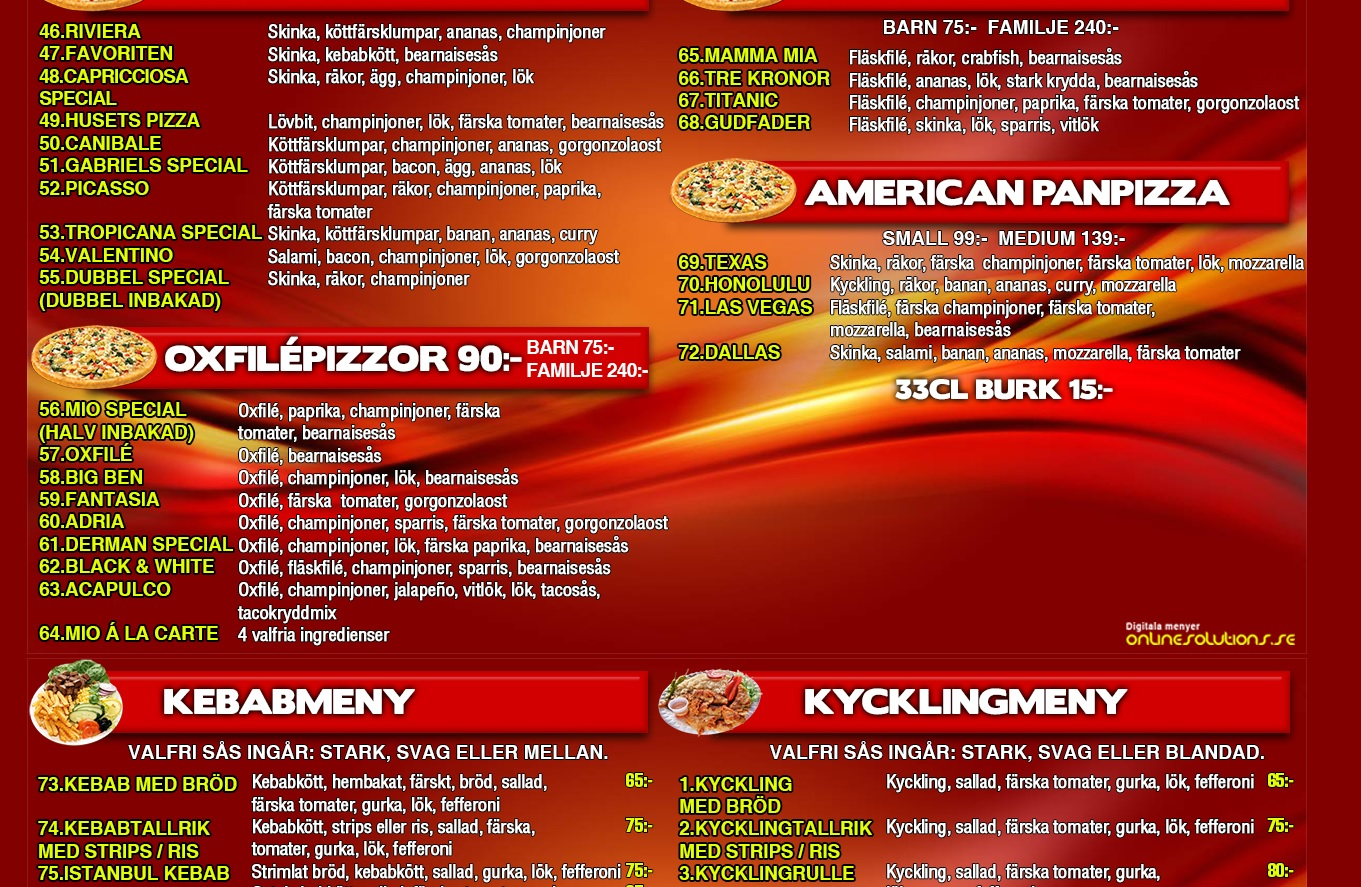 46.RIVIERA Skinka, köttfärsklumpar, ananas, champinjoner
47.FAVORITEN Skinka, kebabkött, bearnaisesås
48.CAPRICCIOSA Skinka, räkor, ägg, champinjoner, lök
SPECIAL
49.HUSETS PIZZA Lövbit, champinjoner, lök, färska tomater, bearnaisesås
50.CANIBALE Köttfärsklumpar, champinjoner, ananas, gorgonzolaost
51.GABRIELS SPECIAL Köttfärsklumpar, bacon, ägg, ananas, lök
52.PICASSO Köttfärsklumpar, räkor, champinjoner, paprika,
färska tomater
53.TROPICANA SPECIAL Skinka, köttfärsklumpar, banan, ananas, curry
54.VALENTINO Salami, bacon, champinjoner, lök, gorgonzolaost
55.DUBBEL SPECIAL Skinka, räkor, champinjoner
(DUBBEL INBAKAD)
OXFILÉPIZZOR 90:- BARN 75:-
FAMILJE 240:-
56.MIO SPECIAL Oxfilé, paprika, champinjoner, färska
(HALV INBAKAD) tomater, bearnaisesås
57.OXFILÉ Oxfilé, bearnaisesås
58.BIG BEN Oxfilé, champinjoner, lök, bearnaisesås
59.FANTASIA Oxfilé, färska tomater, gorgonzolaost
60.ADRIA Oxfilé, champinjoner, sparris, färska tomater, gorgonzolaost
61.DERMAN SPECIAL Oxfilé, champinjoner, lök, färska paprika, bearnaisesås
62.BLACK & WHITE Oxfilé, fläskfilé, champinjoner, sparris, bearnaisesås
63.ACAPULCO Oxfilé, champinjoner, jalapeño, vitlök, lök, tacosås,
tacokryddmix
64.MIO Á LA CARTE 4 valfria ingredienser
BARN 75:- FAMILJE 240:-
65.MAMMA MIA Fläskfilé, räkor, crabfish, bearnaisesås
66.TRE KRONOR Fläskfilé, ananas, lök, stark krydda, bearnaisesås
67.TITANIC Fläskfilé, champinjoner, paprika, färska tomater, gorgonzolaost
68.GUDFADER Fläskfilé, skinka, lök, sparris, vitlök
AMERICAN PANPIZZA
SMALL 99:- MEDIUM 139:-
69.TEXAS Skinka, räkor, färska champinjoner, färska tomater, lök, mozzarella
70.HONOLULU Kyckling, räkor, banan, ananas, curry, mozzarella
71.LAS VEGAS Fläskfilé, färska champinjoner, färska tomater,
mozzarella, bearnaisesås
72.DALLAS Skinka, salami, banan, ananas, mozzarella, färska tomater
33CL BURK 15:-
Digitala menyer
onlinesolutions.se
KEBABMENY
VALFRI SÅS INGÅR: STARK, SVAG ELLER MELLAN.
73.KEBAB MED BRÖD Kebabkött, hembakat, färskt, bröd, sallad, 65:-
färska tomater, gurka, lök, fefferoni
74.KEBABTALLRIK Kebabkött, strips eller ris, sallad, färska, 75:-
MED STRIPS / RIS tomater, gurka, lök, fefferoni
75.ISTANBUL KEBAB Strimlat bröd, kebabkött, sallad, gurka, lök, fefferoni 75:-
KYCKLINGMENY
VALFRI SÅS INGÅR: STARK, SVAG ELLER BLANDAD.
1.KYCKLING Kyckling, sallad, färska tomater, gurka, lök, fefferoni 65:-
MED BRÖD
2.KYCKLINGTALLRIK Kyckling, sallad, färska tomater, gurka, lök, fefferoni 75:-
MED STRIPS / RIS
3.KYCKLINGRULLE Kyckling, sallad, färska tomater, gurka, 80:-